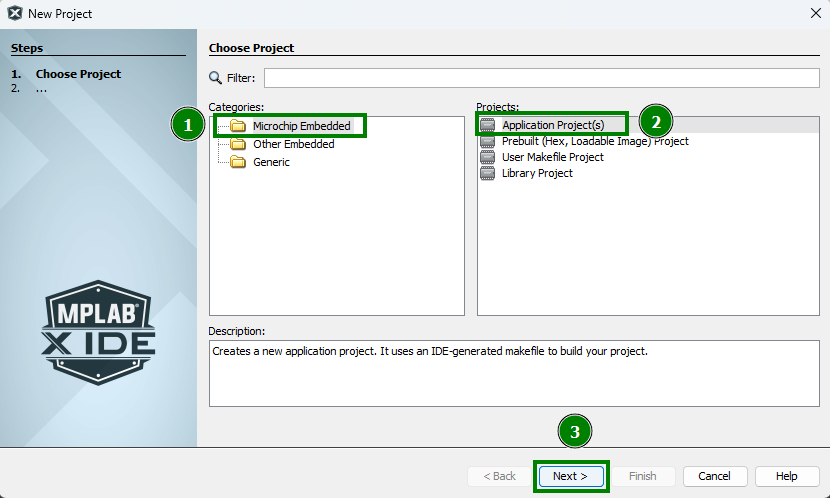 New Project
Steps
1. Choose Project
2. ...
Choose Project
Filter:
Categories:
Projects:
1
Microchip Embedded
Other Embedded
Generic
Application Project(s)
2
Prebuilt (Hex, Loadable Image) Project
User Makefile Project
Library Project
MPLAB®
X IDE
Description:
Creates a new application project. It uses an IDE-generated makefile to build your project.
3
< Back
Next >
Finish
Cancel
Help